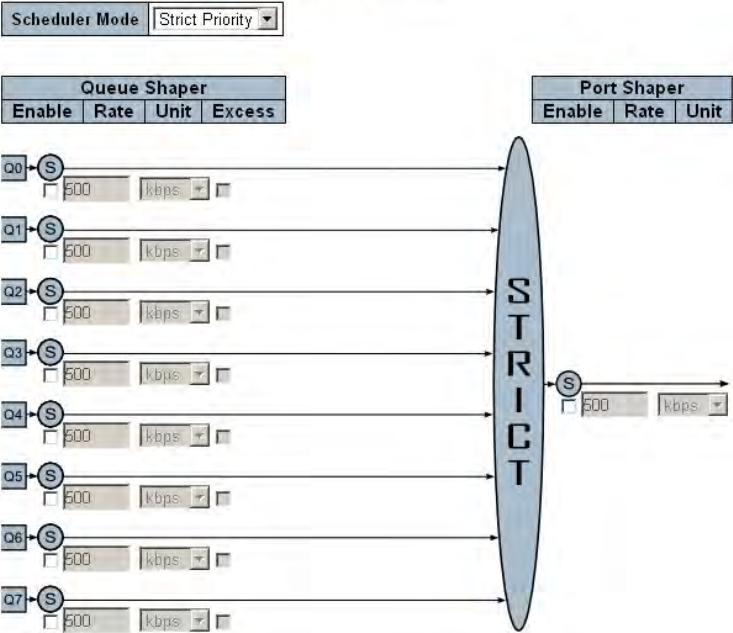 Scheduler Mode Strict Priority
Queue Shaper
Enable Rate Unit Excess
Port Shaper
Enable Rate Unit
Q0 S
500 kbps
Q1 S
500 kbps
Q2 S
500 kbps
Q3 S
500 kbps
Q4 S
500 kbps
Q5 S
500 kbps
Q6 S
500 kbps
Q7 S
500 kbps
STRICT
S
500 kbps